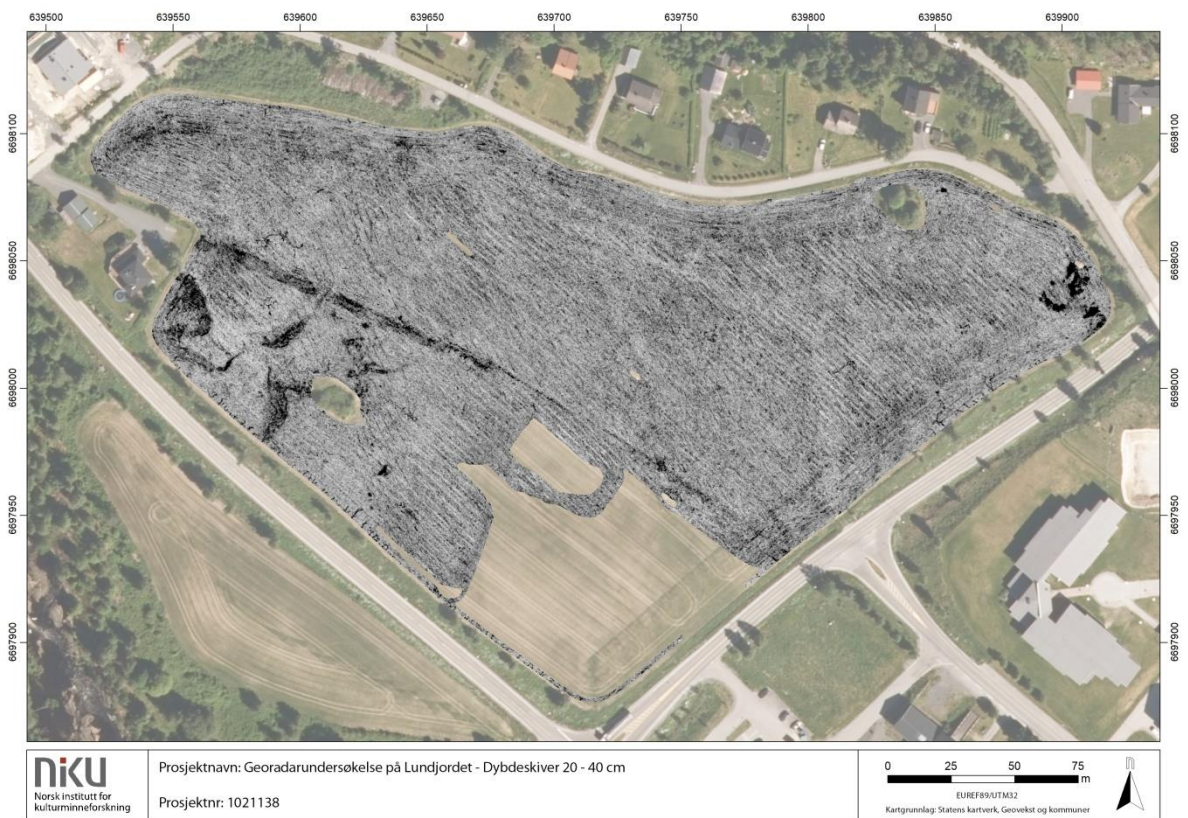 639500 639550 639600 639650 639700 639750 639800 639850 639900
6698100 6698100
6698050 6698050
6698000 6698000
6697950 6697950
6697900 6697900
niku
Norsk institutt for
kulturminneforskning
Prosjektnavn: Georadarundersøkelse på Lundjordet - Dybdeskiver 20 - 40 cm
Prosjektnr: 1021138
0 25 50 75
m
EUREF89/UTM32
Kartgrunnlag: Statens kartverk, Geovekst og kommuner
n